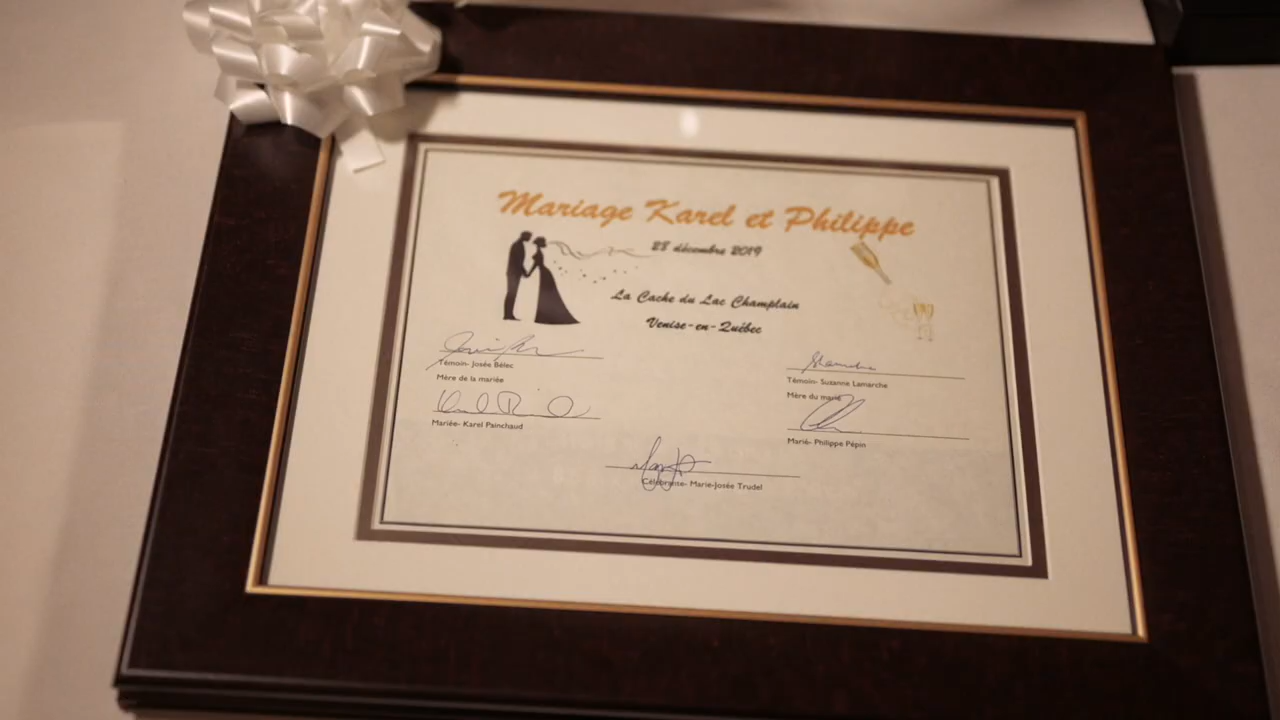 Mariage Karel et Philippe
28 décembre 2019
La Cache du Lac Champlain
Venise-en-Québec
Témoin- Josée Bélec
Mère de la mariée
Mariée- Karel Painchaud
Témoin- Suzanne Lamarche
Mère du marié
Marié- Philippe Pépin
Célébrante- Marie-Josée Trudel